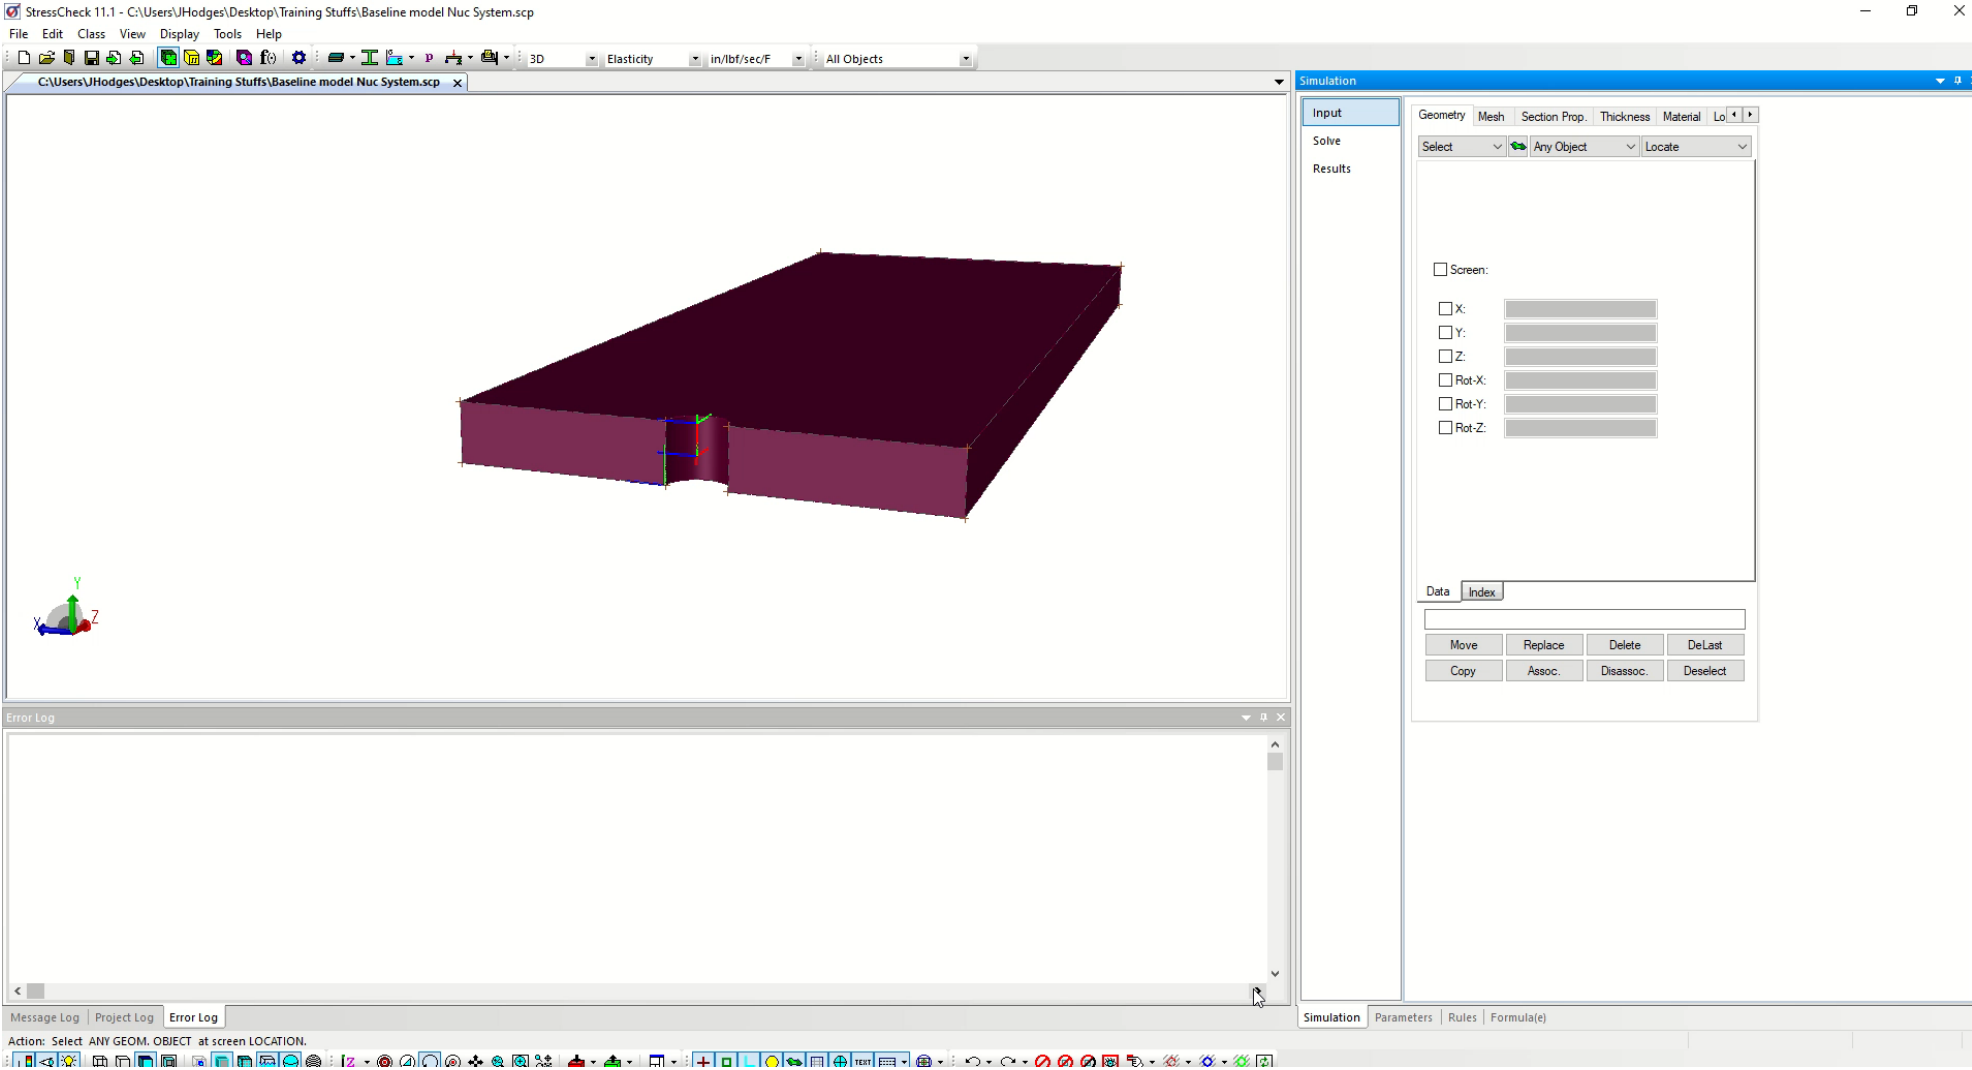 StressCheck 11.1 - C:\Users\JHodges\Desktop\Training Stuffs\Baseline model Nuc System.scp
File Edit Class View Display Tools Help
f(x) P 3D Elasticity in/lbf/sec/F All Objects
C:\Users\JHodges\Desktop\Training Stuffs\Baseline model Nuc System.scp
Simulation
Input
Solve
Results
Geometry Mesh Section Prop. Thickness Material Lo
Select Any Object Locate
Screen:
X:
Y:
Z:
Rot-X:
Rot-Y:
Rot-Z:
Y
X Z
Data Index
Move Replace Delete DeLast
Copy Assoc. Disassoc. Deselect
Error Log
Message Log Project Log Error Log
Simulation Parameters Rules Formula(e)
Action: Select ANY GEOM. OBJECT at screen LOCATION.
TEXT